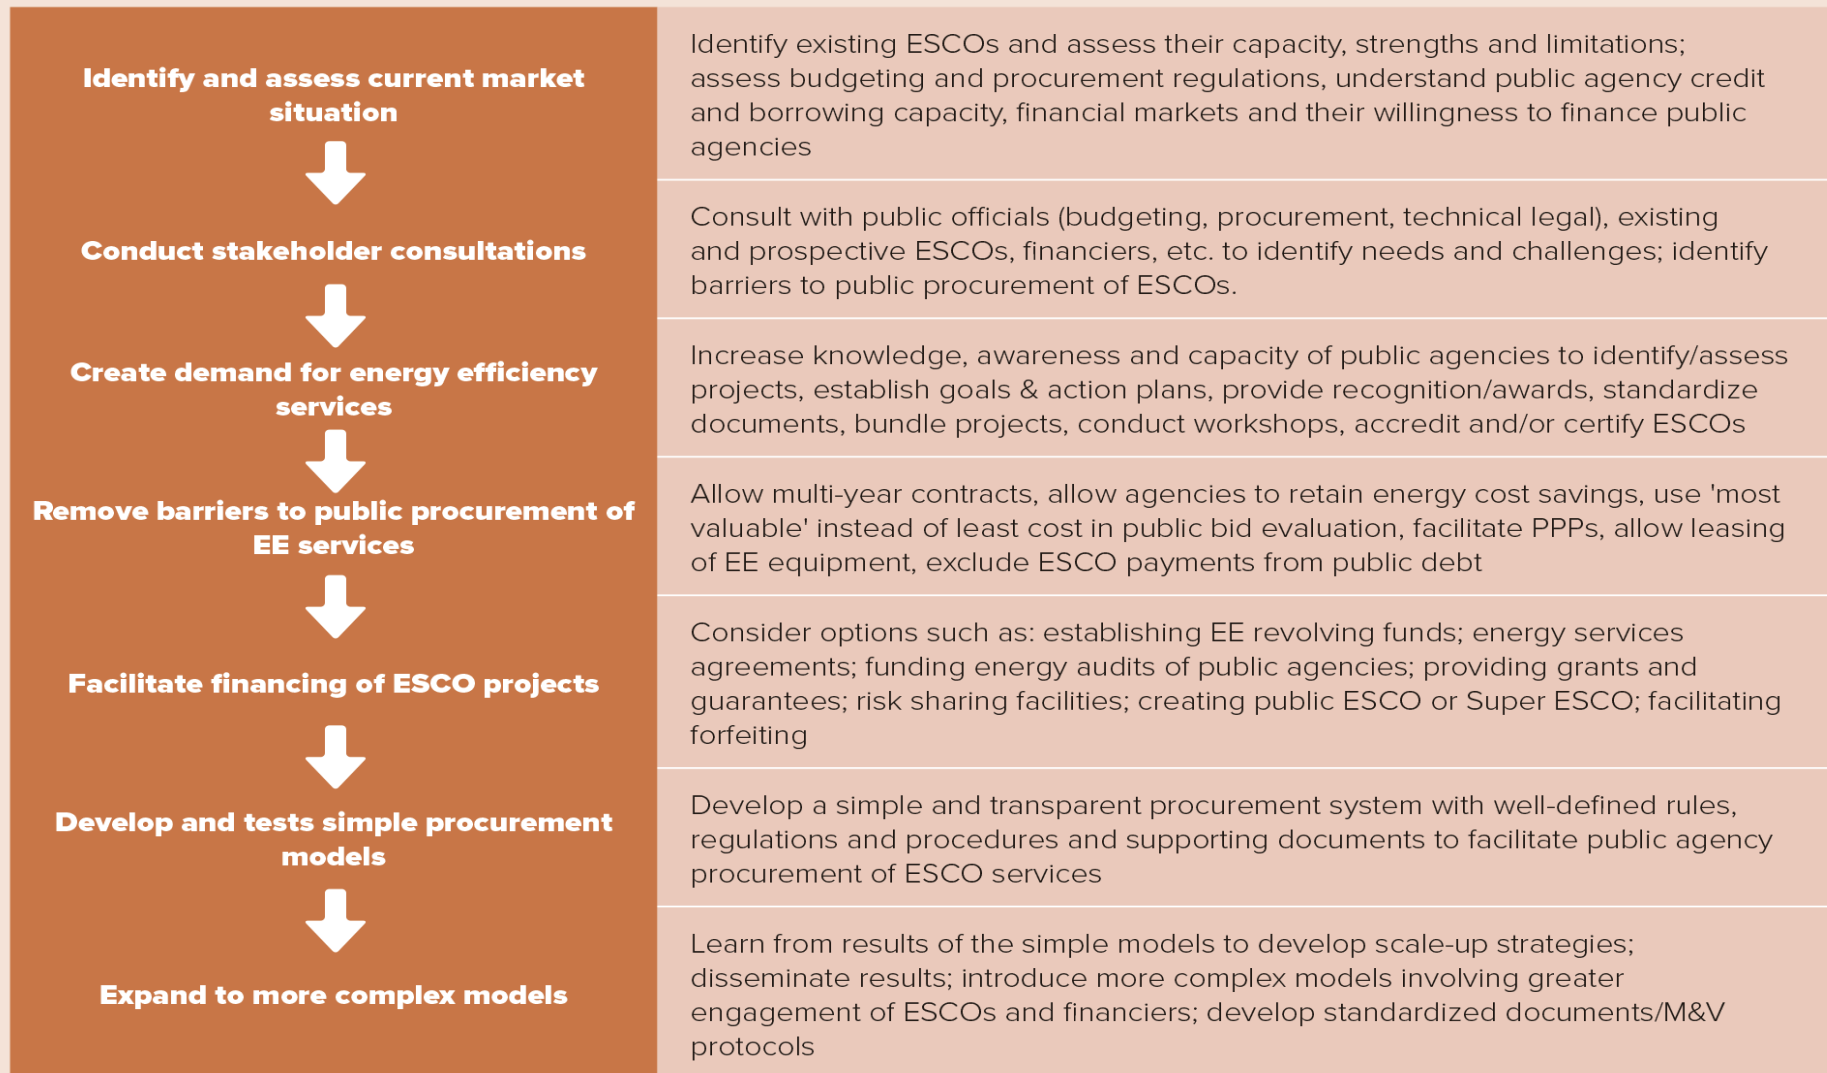 Identify and assess current market
situation
Identify existing ESCOs and assess their capacity, strengths and limitations;
assess budgeting and procurement regulations, understand public agency credit
and borrowing capacity, financial markets and their willingness to finance public
agencies
Conduct stakeholder consultations
Consult with public officials (budgeting, procurement, technical legal), existing
and prospective ESCOs, financiers, etc. to identify needs and challenges; identify
barriers to public procurement of ESCOs.
Create demand for energy efficiency
services
Increase knowledge, awareness and capacity of public agencies to identify/assess
projects, establish goals & action plans, provide recognition/awards, standardize
documents, bundle projects, conduct workshops, accredit and/or certify ESCOs
Remove barriers to public procurement of
EE services
Allow multi-year contracts, allow agencies to retain energy cost savings, use 'most
valuable' instead of least cost in public bid evaluation, facilitate PPPs, allow leasing
of EE equipment, exclude ESCO payments from public debt
Facilitate financing of ESCO projects
Consider options such as: establishing EE revolving funds; energy services
agreements; funding energy audits of public agencies; providing grants and
guarantees; risk sharing facilities; creating public ESCO or Super ESCO; facilitating
forfeiting
Develop and tests simple procurement
models
Develop a simple and transparent procurement system with well-defined rules,
regulations and procedures and supporting documents to facilitate public agency
procurement of ESCO services
Expand to more complex models
Learn from results of the simple models to develop scale-up strategies;
disseminate results; introduce more complex models involving greater
engagement of ESCOs and financiers; develop standardized documents/M&V
protocols